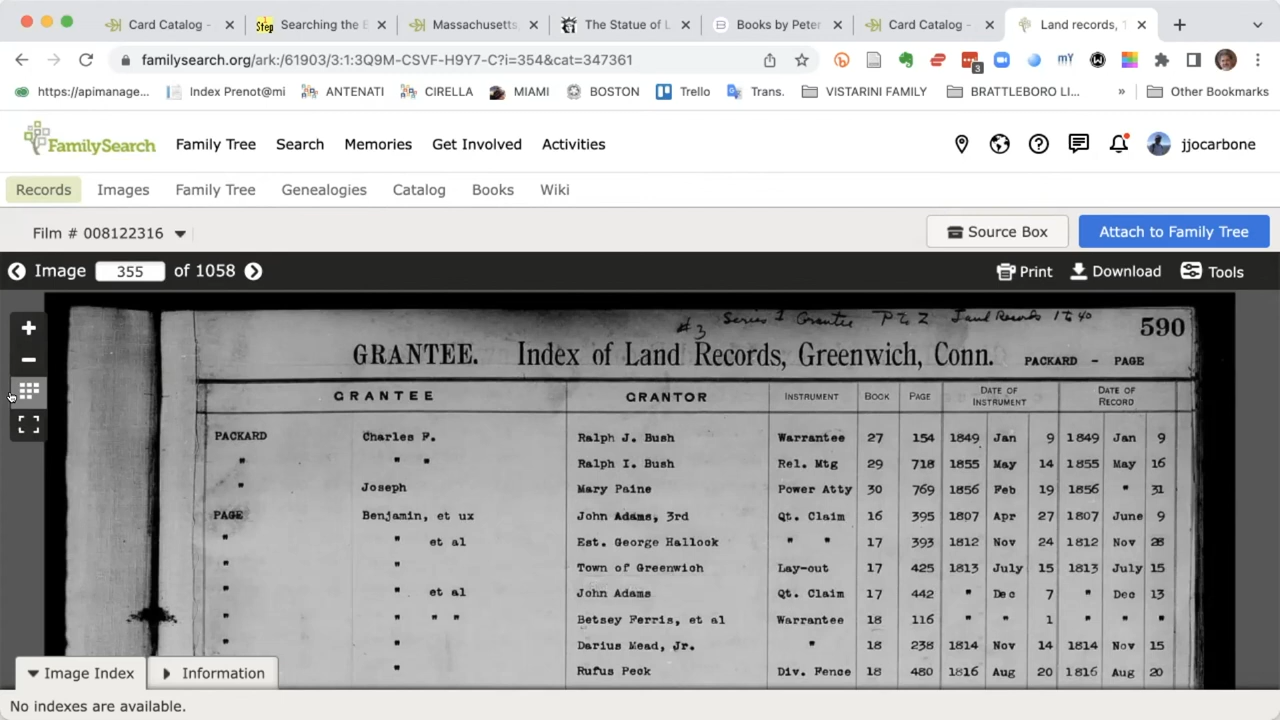 Card Catalog - Searching the E Massachusetts, The Statue of L Books by Peter Card Catalog - Land records, T
familysearch.org/ark:/61903/3:1:3Q9M-CSVF-H9Y7-C?i=354&cat=347361
https://apimanage... Index Prenot@mi ANTENATI CIRELLA MIAMI BOSTON Trello Trans. VISTARINI FAMILY BRATTLEBORO LI... » Other Bookmarks
FamilySearch Family Tree Search Memories Get Involved Activities jjocarbone
Records Images Family Tree Genealogies Catalog Books Wiki
Film # 008122316 Source Box Attach to Family Tree
Image 355 of 1058 Print Download Tools
#3 Series I Grantee P to Z Land Records 1 to 40 590
GRANTEE. Index of Land Records, Greenwich, Conn. PACKARD - PAGE
GRANTEE GRANTOR INSTRUMENT BOOK PAGE DATE OF INSTRUMENT DATE OF RECORD
PACKARD Charles F. Ralph J. Bush Warrantee 27 154 1849 Jan 9 1849 Jan 9
" " " Ralph I. Bush Rel. Mtg 29 718 1855 May 14 1855 May 16
" Joseph Mary Paine Power Atty 30 769 1856 Feb 19 1856 " 31
PAGE Benjamin, et ux John Adams, 3rd Qt. Claim 16 395 1807 Apr 27 1807 June 9
" " et al Est. George Hallock " " 17 393 1812 Nov 24 1812 Nov 28
" " Town of Greenwich Lay-out 17 425 1813 July 15 1813 July 15
" " et al John Adams Qt. Claim 17 442 " Dec 7 " Dec 13
" " " " Betsey Ferris, et al Warrantee 18 116 " " 1 " " "
" " Darius Mead, Jr. " 18 238 1814 Nov 14 1814 Nov 15
" Rufus Peck Div. Fence 18 480 1816 Aug 20 1816 Aug 20
Image Index Information
No indexes are available.